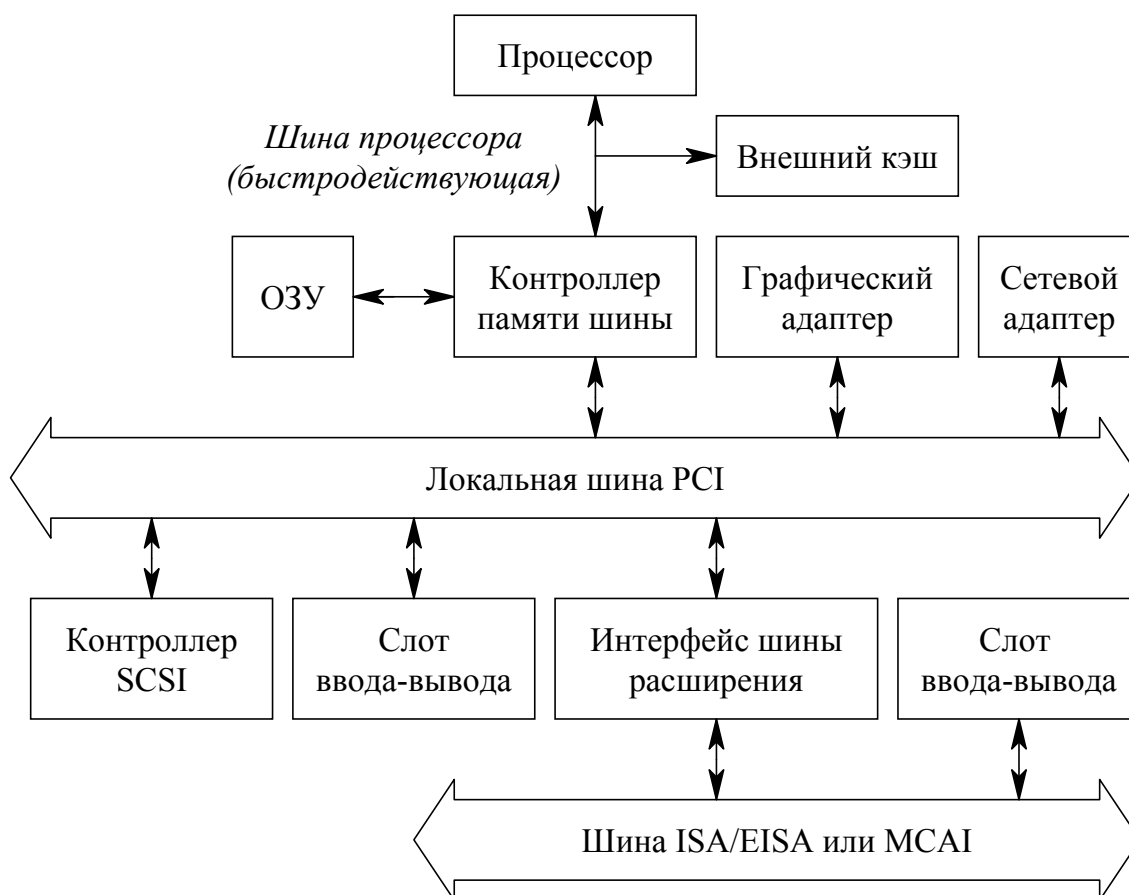 Процессор
Шина процессора
(быстродействующая)
Внешний кэш
ОЗУ
Контроллер
памяти шины
Графический
адаптер
Сетевой
адаптер
Локальная шина PCI
Контроллер
SCSI
Слот
ввода-вывода
Интерфейс шины
расширения
Слот
ввода-вывода
Шина ISA/EISA или MCAI